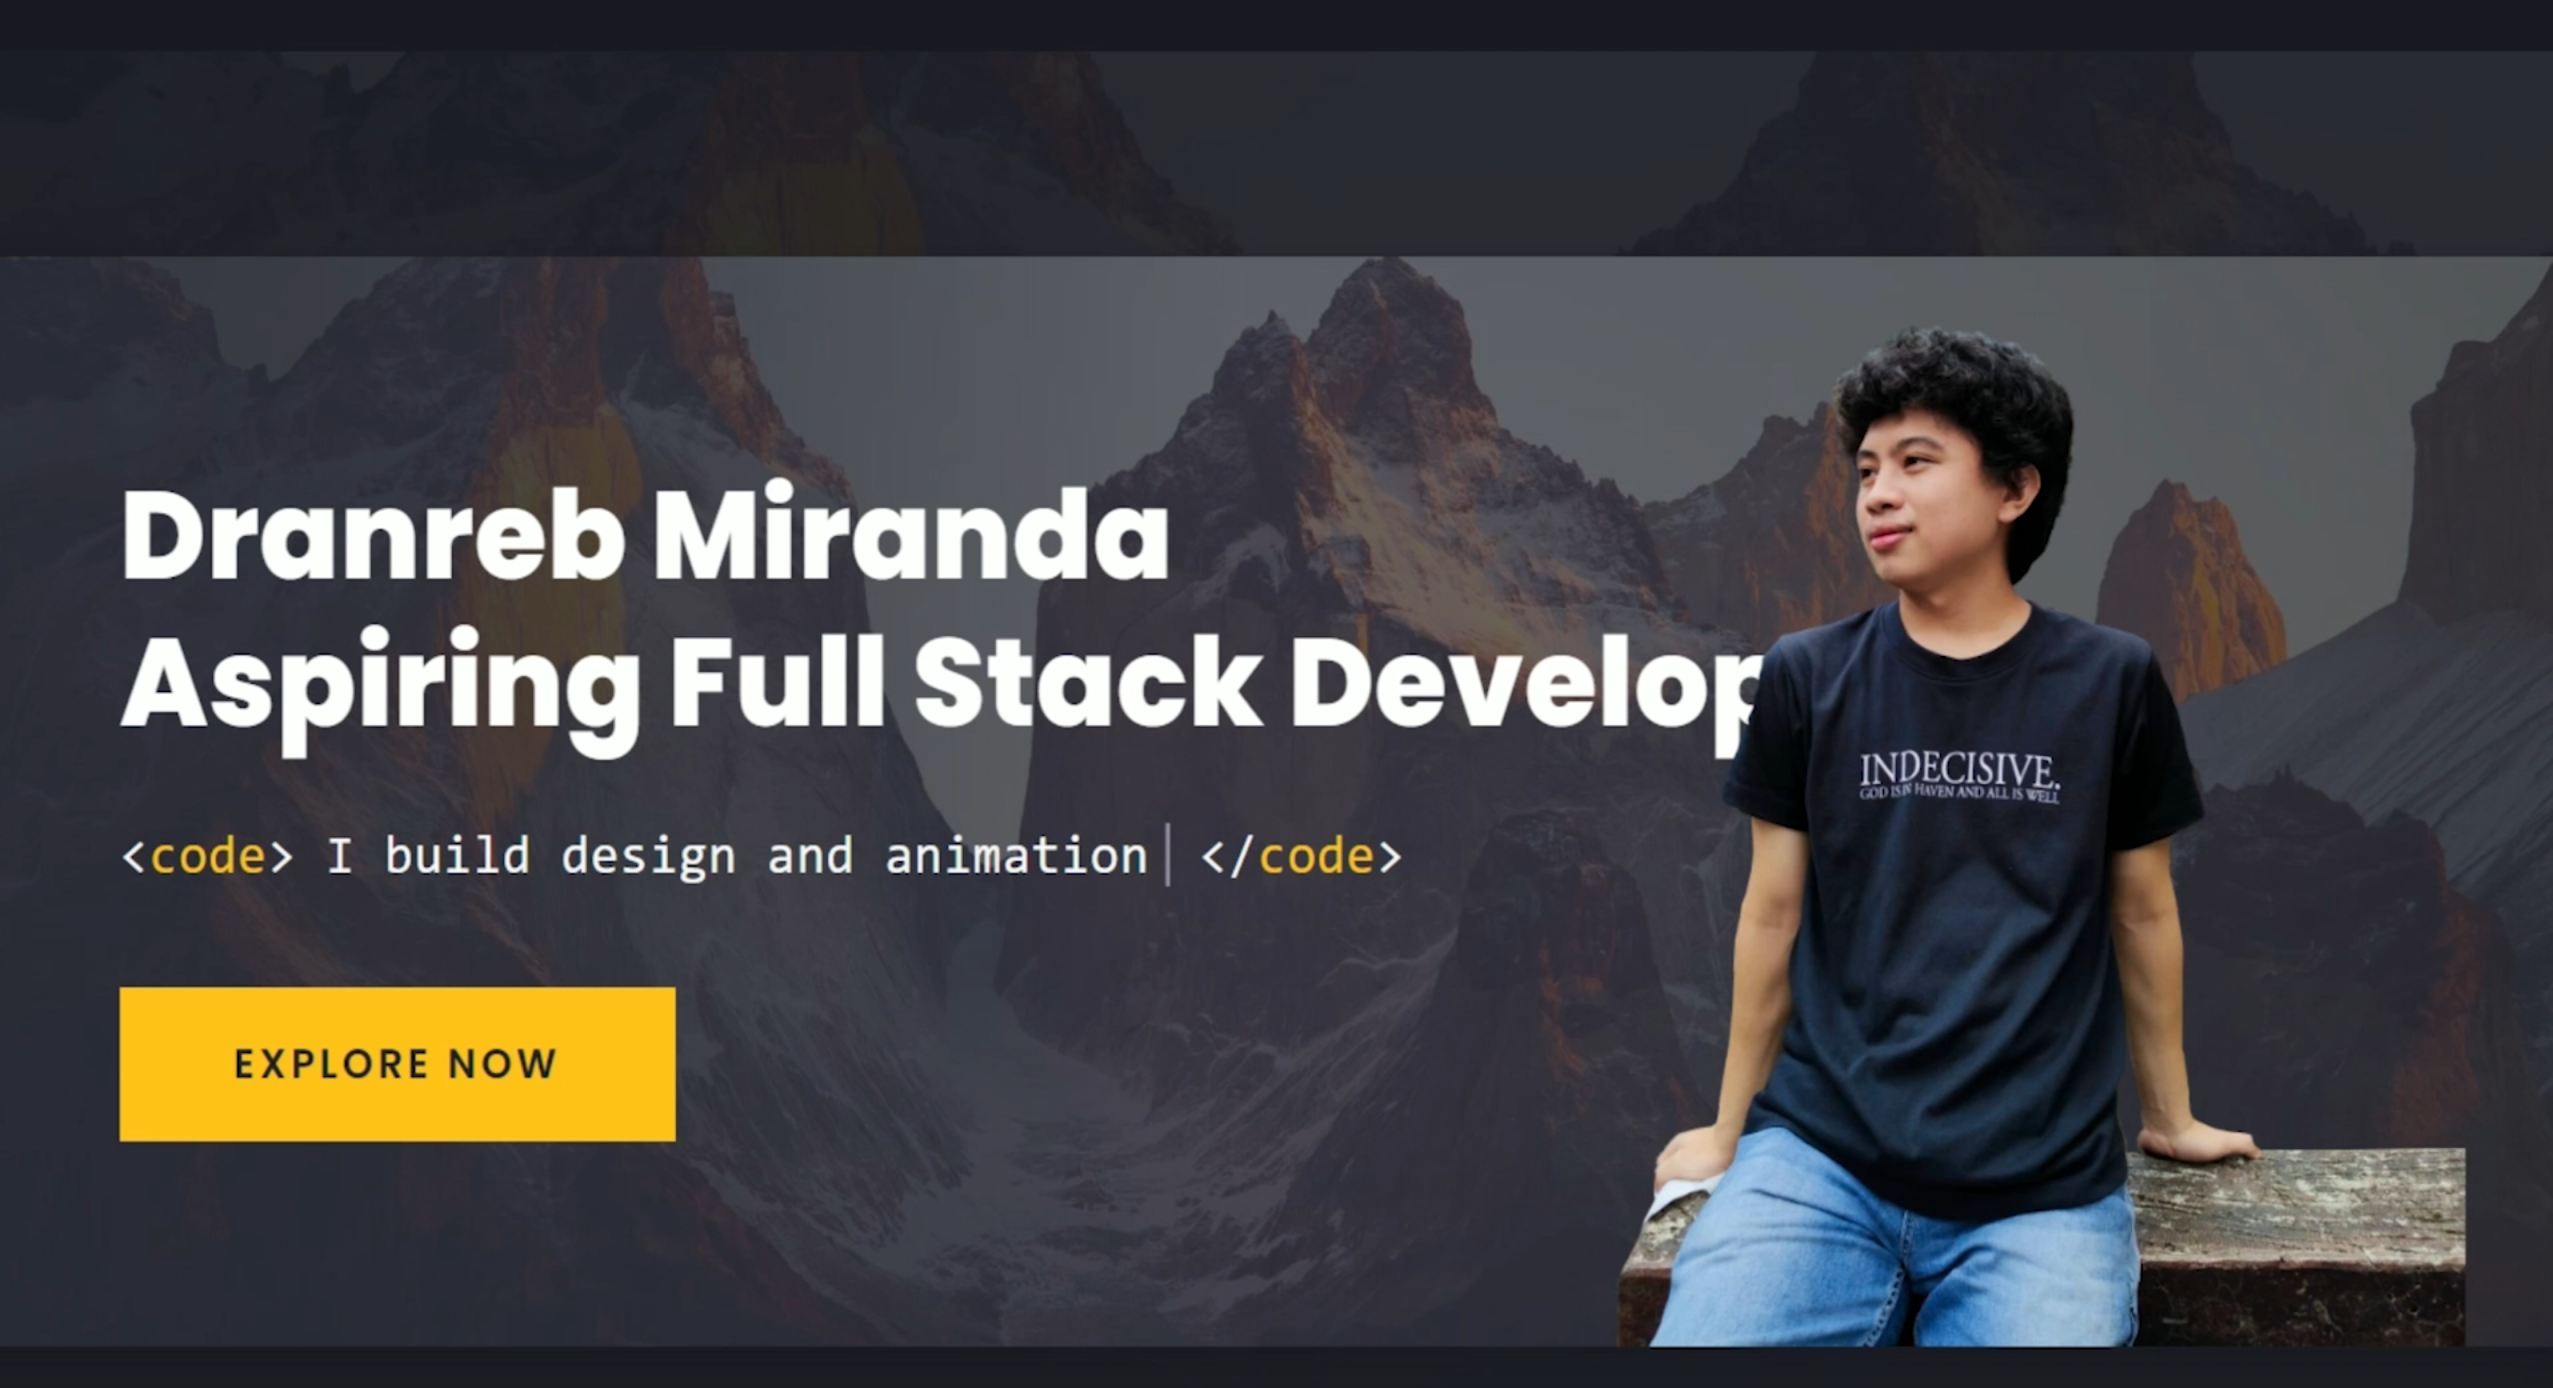 Dranreb Miranda
Aspiring Full Stack Develop
<code> I build design and animation| </code>
EXPLORE NOW
INDECISIVE.
GOD IS IN HAVEN AND ALL IS WELL